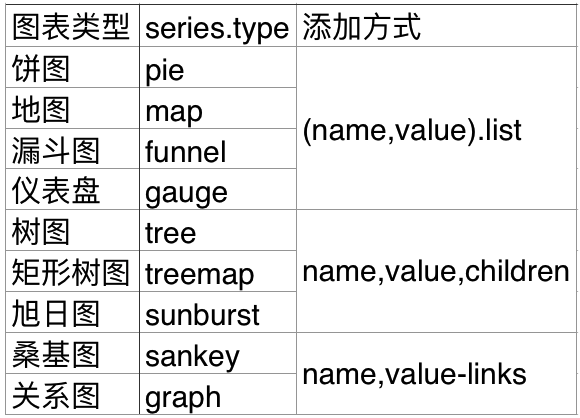 图表类型 series.type 添加方式
饼图 pie
地图 map
(name,value).list
漏斗图 funnel
仪表盘 gauge
树图 tree
矩形树图 treemap name,value,children
旭日图 sunburst
桑基图 sankey
name,value-links
关系图 graph